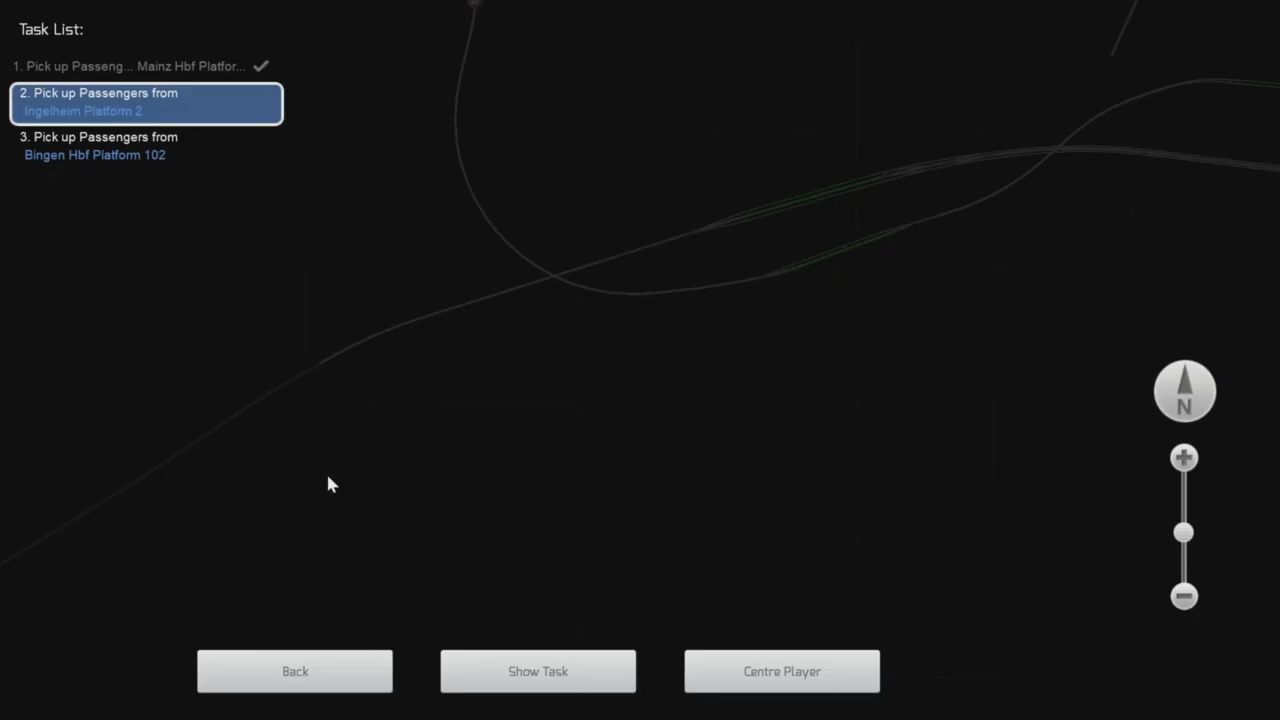 Task List:
1. Pick up Passeng... Mainz Hbf Platfor...
2. Pick up Passengers from
Ingelheim Platform 2
3. Pick up Passengers from
Bingen Hbf Platform 102
N
Back
Show Task
Centre Player